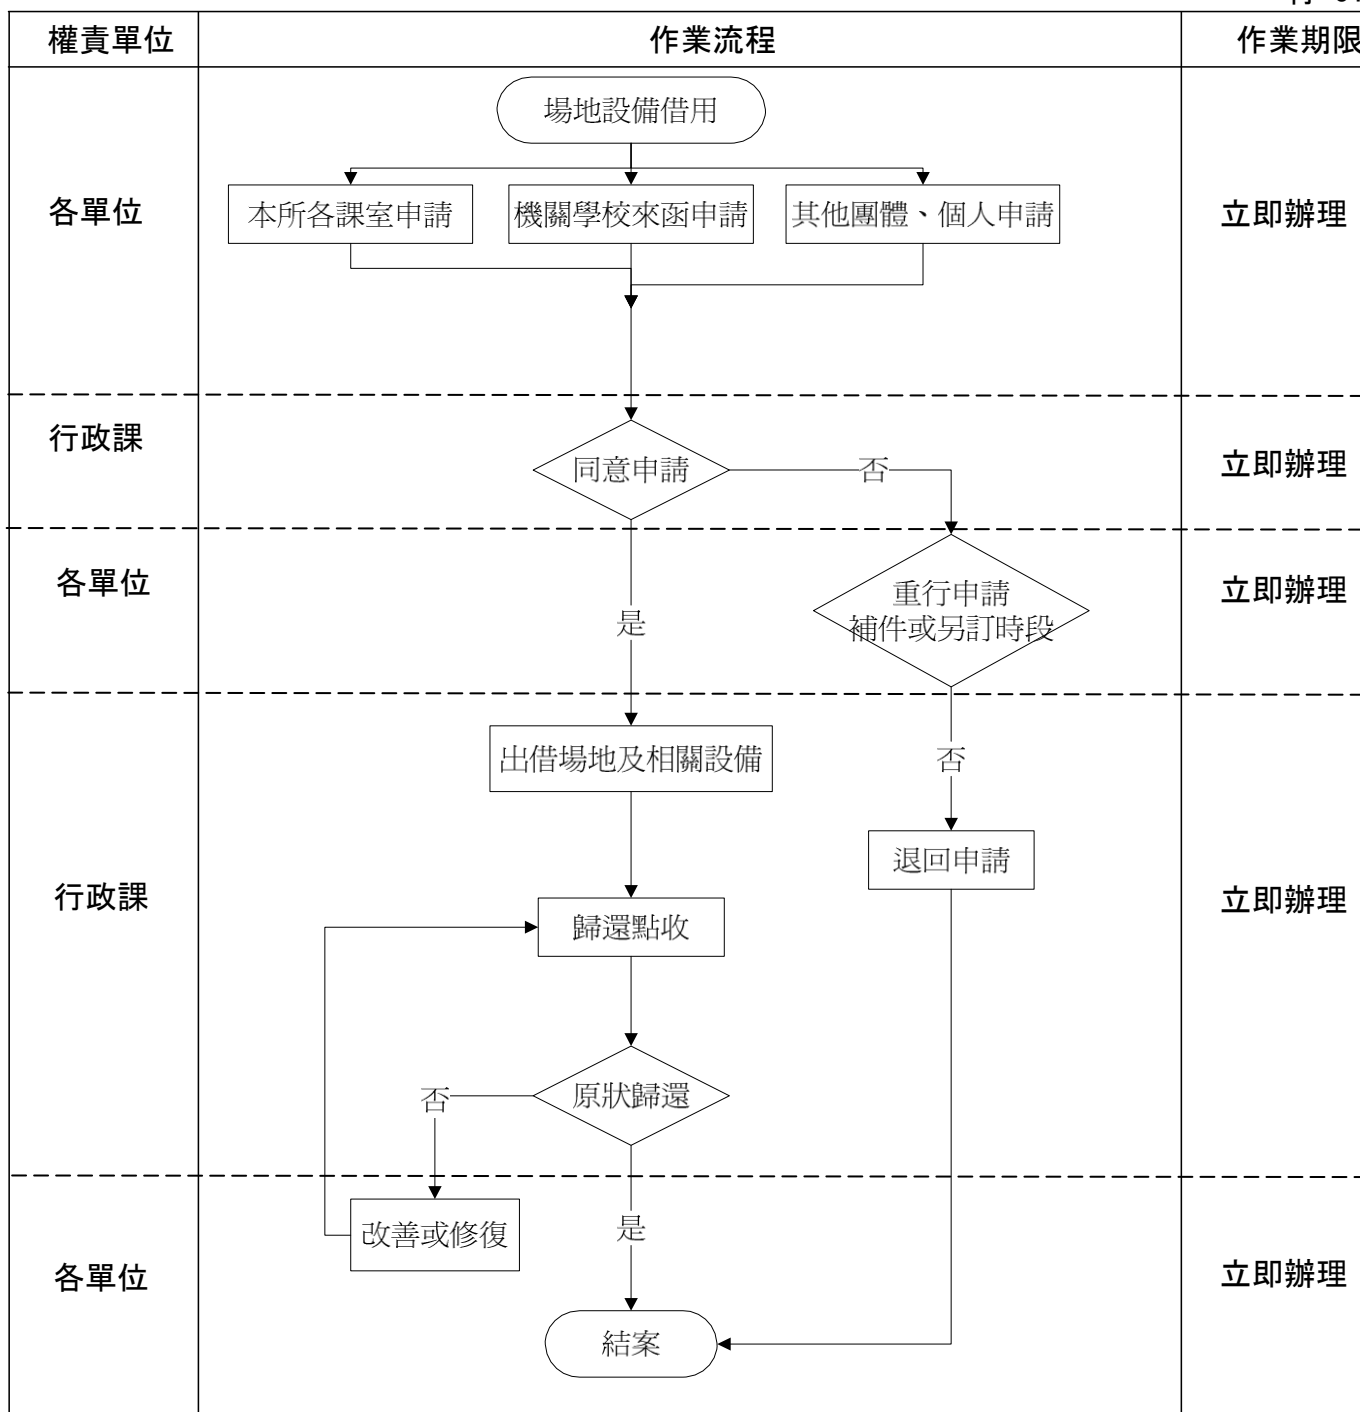 權責單位
作業流程
作業期限
場地設備借用
各單位
本所各課室申請
機關學校來函申請
其他團體、個人申請
立即辦理
行政課
同意申請
否
立即辦理
各單位
是
重行申請
補件或另訂時段
立即辦理
出借場地及相關設備
否
退回申請
行政課
歸還點收
立即辦理
原狀歸還
否
改善或修復
是
各單位
立即辦理
結案